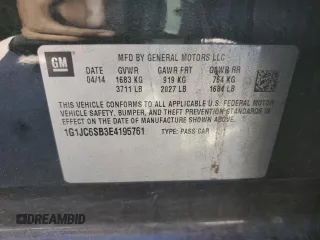 GM
MFD BY GENERAL MOTORS LLC
04/14 GVWR GAWR FRT GAWR RR
1683 KG 919 KG 764 KG
3711 LB 2027 LB 1684 LB
THIS VEHICLE CONFORMS TO ALL APPLICABLE U.S. FEDERAL MOTOR
VEHICLE SAFETY, BUMPER, AND THEFT PREVENTION STANDARDS
IN EFFECT ON THE DATE OF MANUFACTURE SHOWN ABOVE.
1G1JC6SB3E4195761 TYPE: PASS CAR
DREAMBID